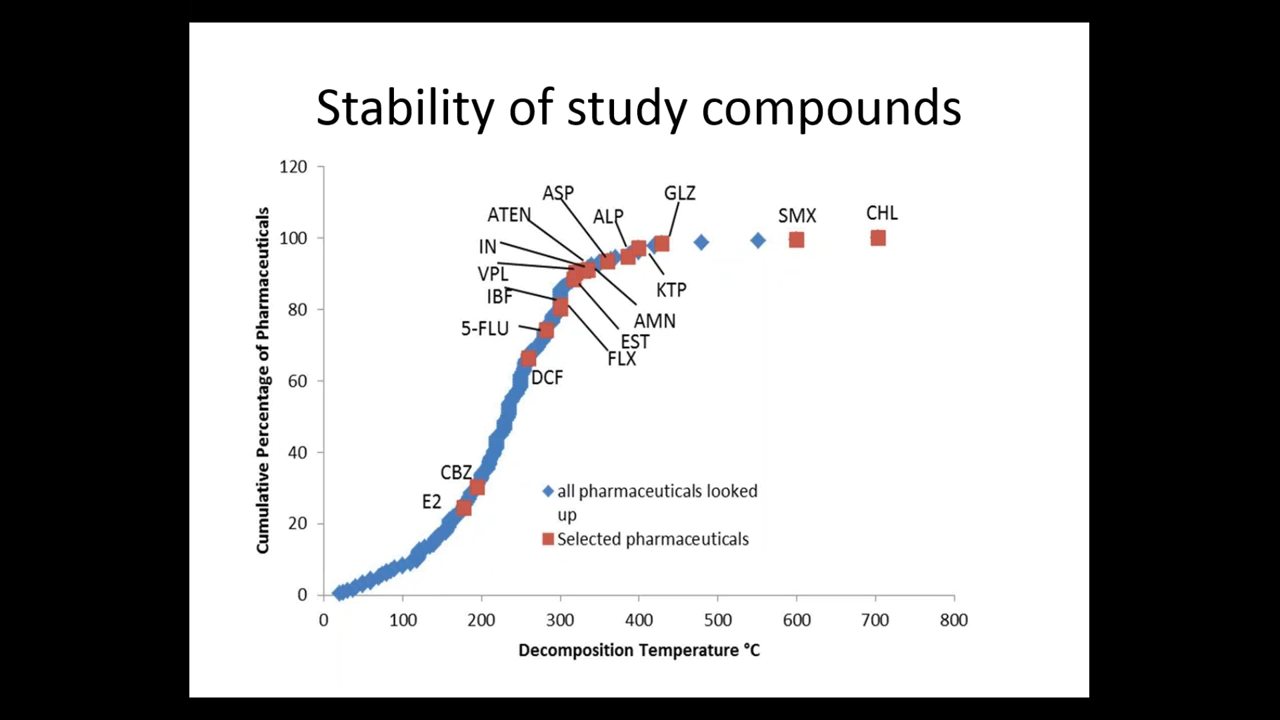 Stability of study compounds
120
100
80
60
40
20
0
Cumulative Percentage of Pharmaceuticals
ASP
GLZ
ATEN
ALP
SMX
CHL
IN
VPL
KTP
IBF
AMN
5-FLU
EST
FLX
DCF
CBZ
E2
all pharmaceuticals looked
up
Selected pharmaceuticals
0 100 200 300 400 500 600 700 800
Decomposition Temperature °C